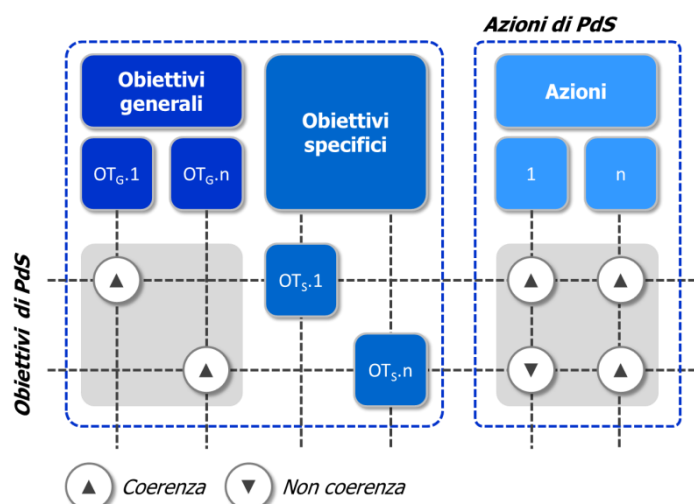 Azioni di PdS
Obiettivi
generali
Obiettivi
specifici
Azioni
OTG.1
OTG.n
1
n
Obiettivi di PdS
OTS.1
OTS.n
Coerenza
Non coerenza